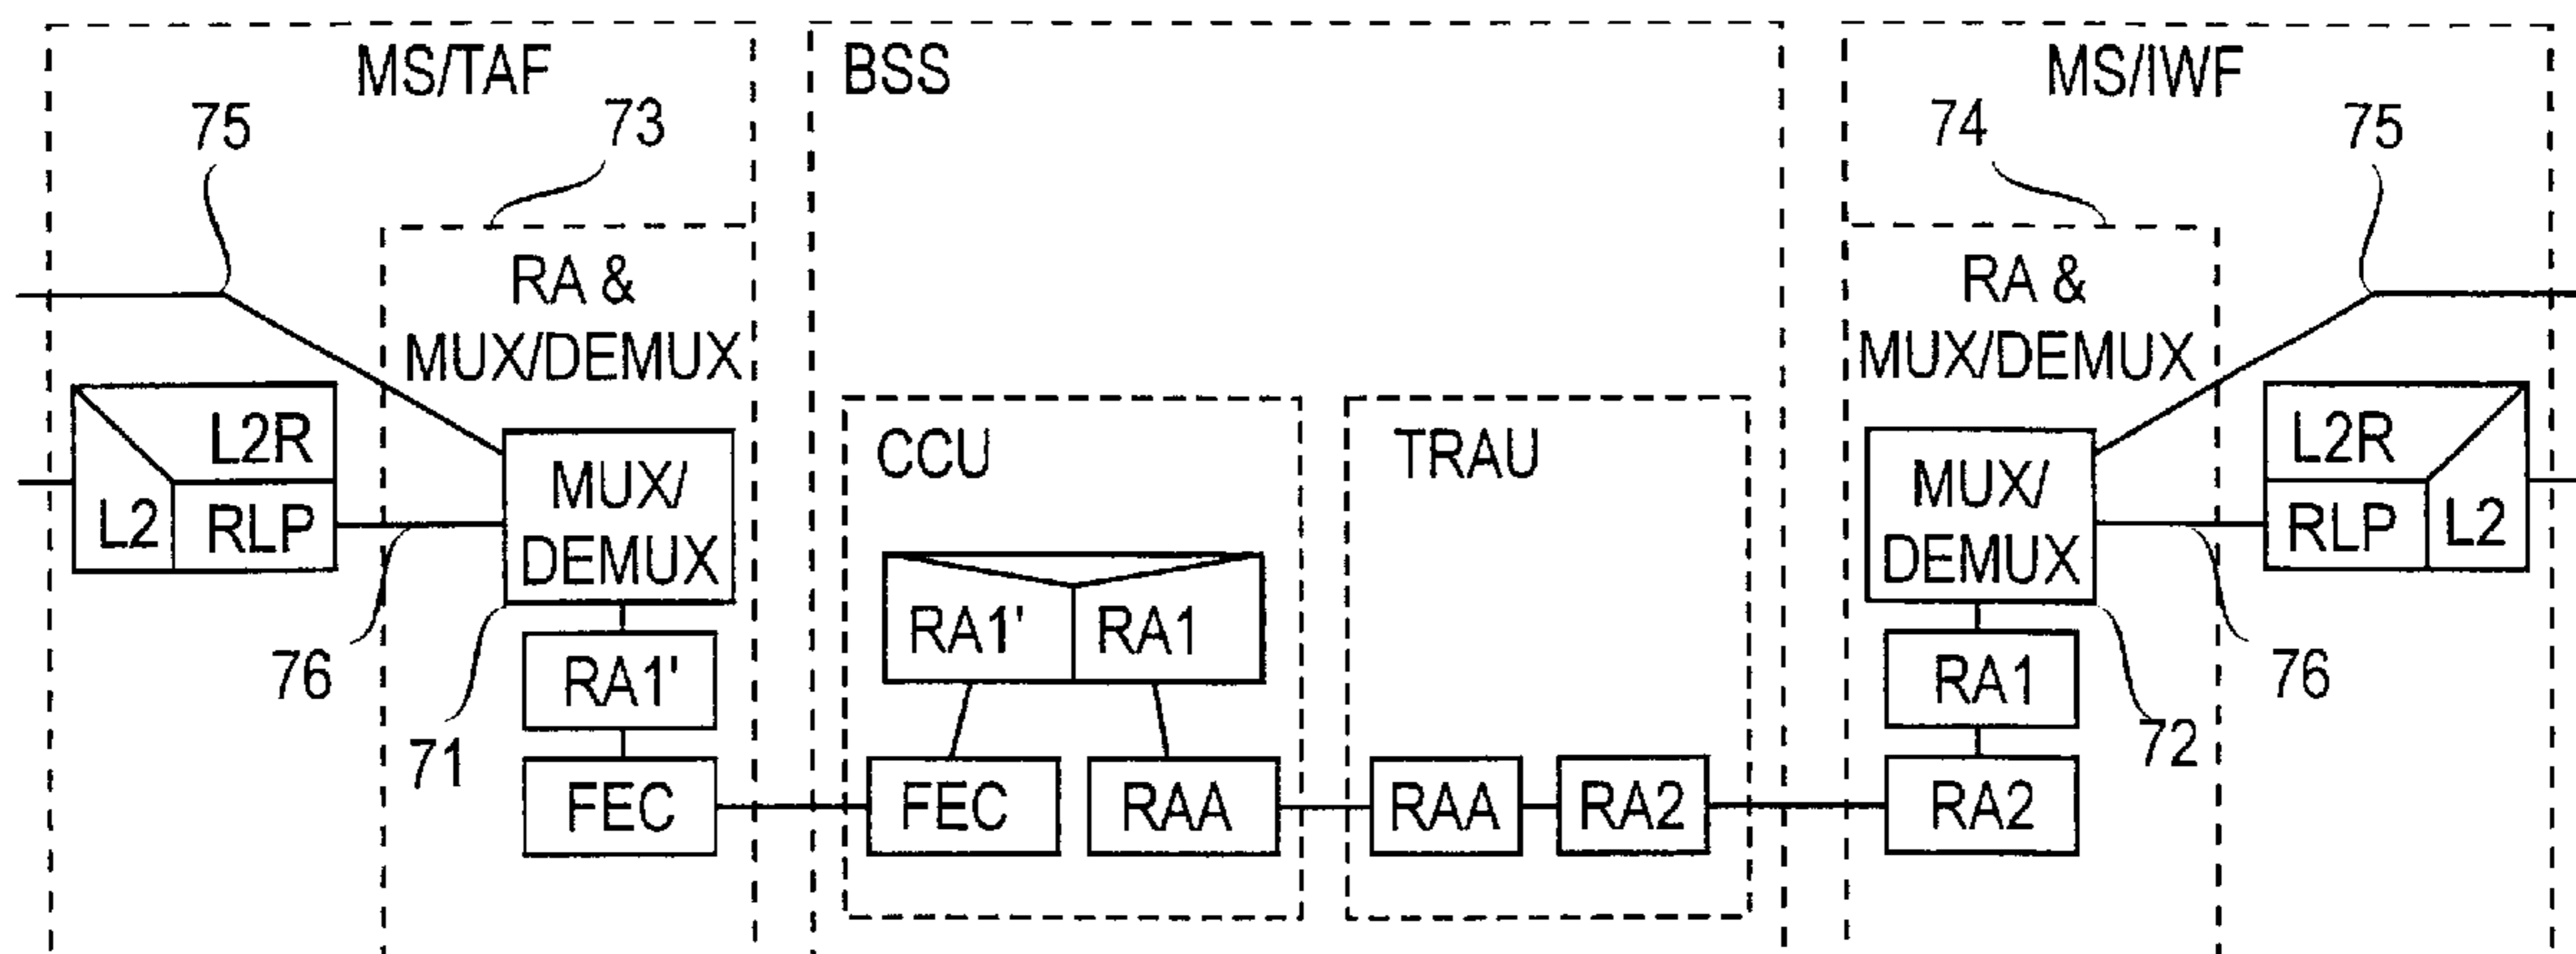 MS/TAF
BSS
MS/IWF
75
73
74
75
RA &
MUX/DEMUX
RA &
MUX/DEMUX
L2R
L2
RLP
MUX/
DEMUX
CCU
TRAU
MUX/
DEMUX
L2R
RLP
L2
76
71
RA1'
FEC
RA1'
RA1
FEC
RAA
RAA
RA2
RA1
RA2
72
76